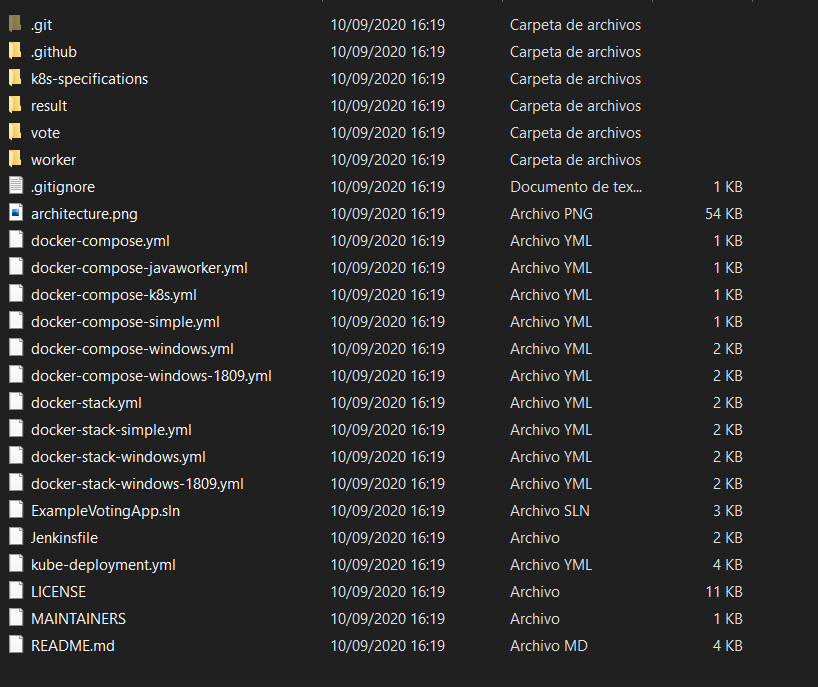 .git 10/09/2020 16:19 Carpeta de archivos
.github 10/09/2020 16:19 Carpeta de archivos
k8s-specifications 10/09/2020 16:19 Carpeta de archivos
result 10/09/2020 16:19 Carpeta de archivos
vote 10/09/2020 16:19 Carpeta de archivos
worker 10/09/2020 16:19 Carpeta de archivos
.gitignore 10/09/2020 16:19 Documento de tex... 1 KB
architecture.png 10/09/2020 16:19 Archivo PNG 54 KB
docker-compose.yml 10/09/2020 16:19 Archivo YML 1 KB
docker-compose-javaworker.yml 10/09/2020 16:19 Archivo YML 1 KB
docker-compose-k8s.yml 10/09/2020 16:19 Archivo YML 1 KB
docker-compose-simple.yml 10/09/2020 16:19 Archivo YML 1 KB
docker-compose-windows.yml 10/09/2020 16:19 Archivo YML 2 KB
docker-compose-windows-1809.yml 10/09/2020 16:19 Archivo YML 2 KB
docker-stack.yml 10/09/2020 16:19 Archivo YML 2 KB
docker-stack-simple.yml 10/09/2020 16:19 Archivo YML 2 KB
docker-stack-windows.yml 10/09/2020 16:19 Archivo YML 2 KB
docker-stack-windows-1809.yml 10/09/2020 16:19 Archivo YML 2 KB
ExampleVotingApp.sln 10/09/2020 16:19 Archivo SLN 3 KB
Jenkinsfile 10/09/2020 16:19 Archivo 2 KB
kube-deployment.yml 10/09/2020 16:19 Archivo YML 4 KB
LICENSE 10/09/2020 16:19 Archivo 11 KB
MAINTAINERS 10/09/2020 16:19 Archivo 1 KB
README.md 10/09/2020 16:19 Archivo MD 4 KB